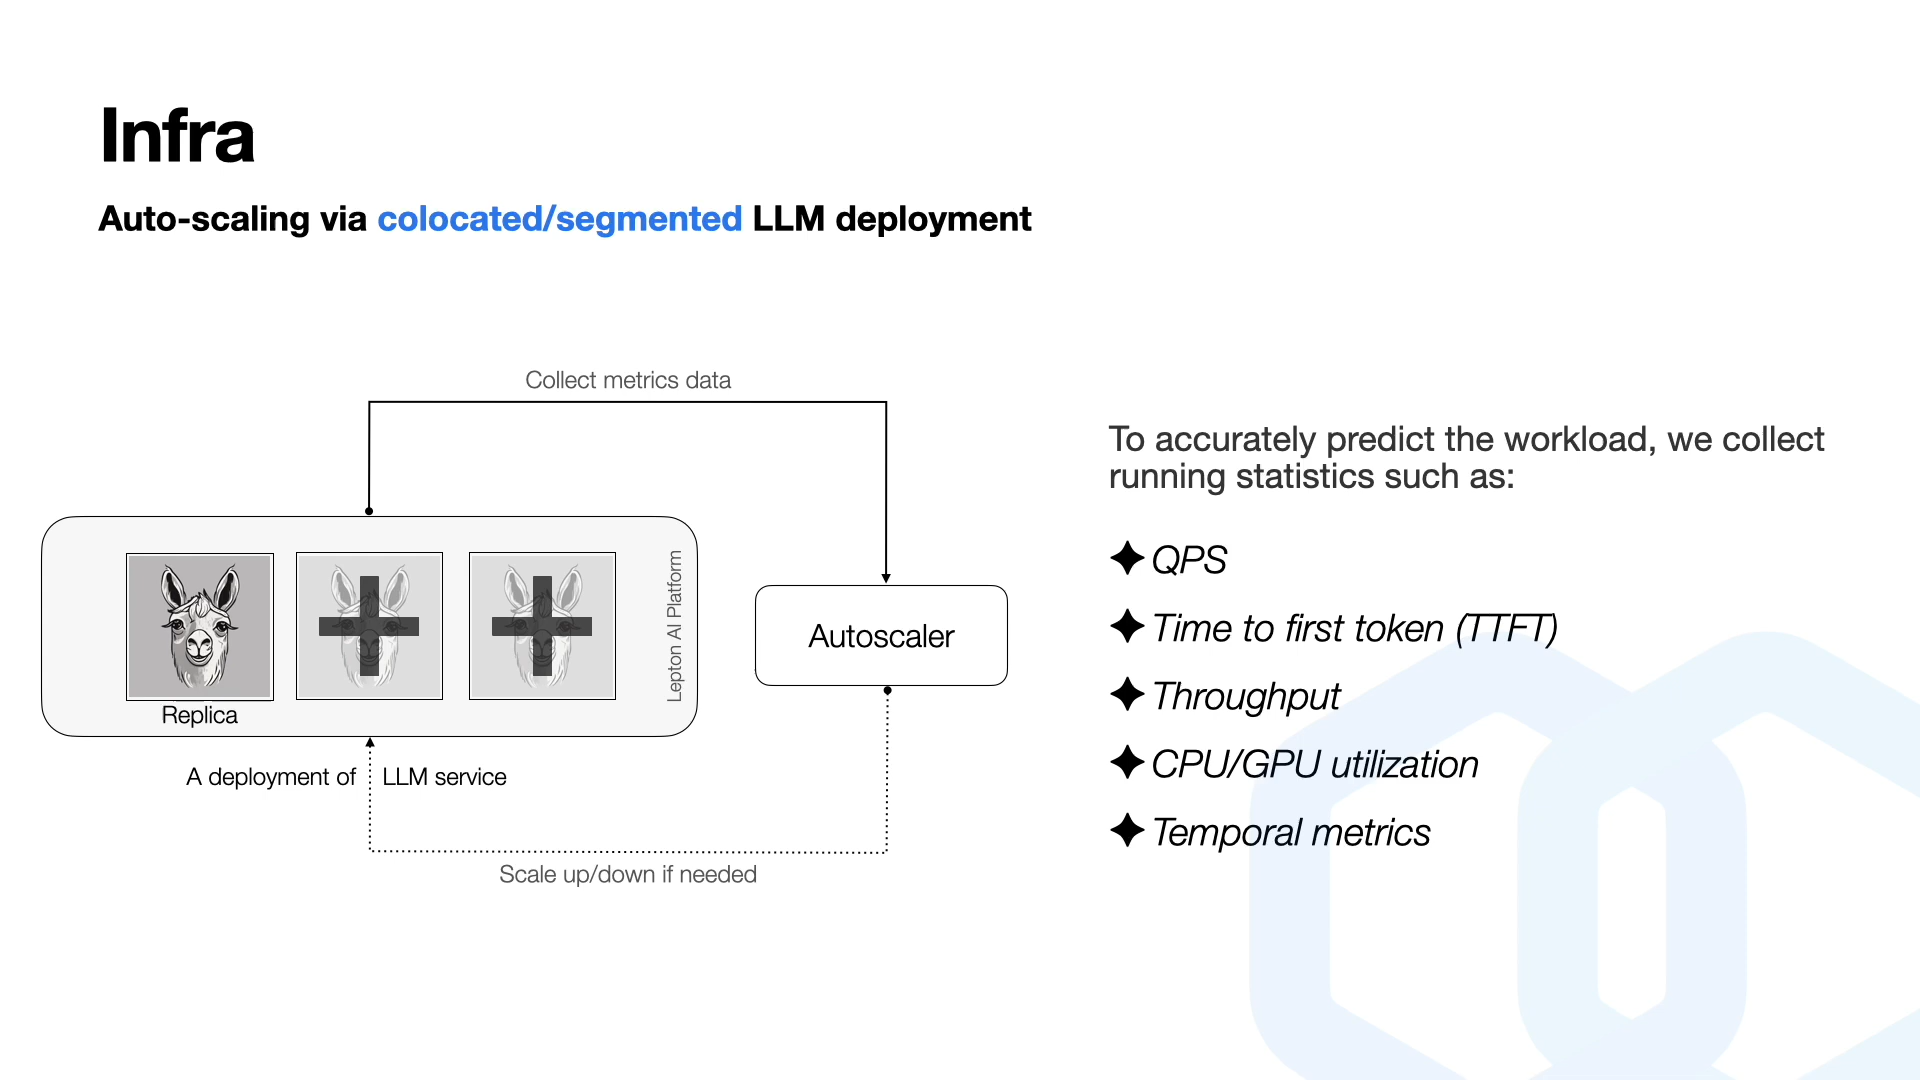 Infra
Auto-scaling via colocated/segmented LLM deployment
Collect metrics data
Lepton AI Platform
Replica
A deployment of LLM service
Autoscaler
Scale up/down if needed
To accurately predict the workload, we collect
running statistics such as:
QPS
Time to first token (TTFT)
Throughput
CPU/GPU utilization
Temporal metrics